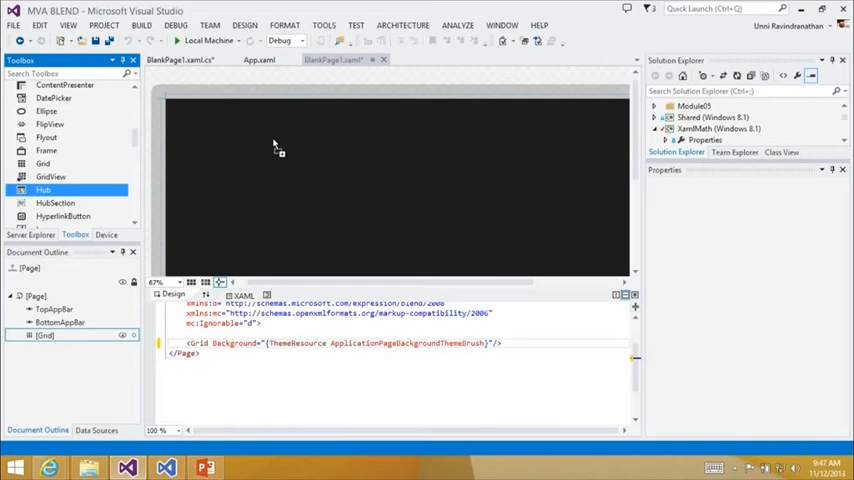 MVA BLEND - Microsoft Visual Studio
3
Quick Launch (Ctrl+Q)
FILE EDIT VIEW PROJECT BUILD DEBUG TEAM DESIGN FORMAT TOOLS TEST ARCHITECTURE ANALYZE WINDOW HELP
Unni Ravindranathan
Local Machine Debug
Toolbox
Search Toolbox
ContentPresenter
DatePicker
Ellipse
FlipView
Flyout
Frame
Grid
GridView
Hub
HubSection
HyperlinkButton
Server Explorer Toolbox Device
Document Outline
[Page]
[Page]
TopAppBar
BottomAppBar
[Grid]
Document Outline Data Sources
BlankPage1.xaml.cs* App.xaml BlankPage1.xaml*
67%
Design XAML
xmlns:d="http://schemas.microsoft.com/expression/blend/2008"
xmlns:mc="http://schemas.openxmlformats.org/markup-compatibility/2006"
mc:Ignorable="d">
<Grid Background="{ThemeResource ApplicationPageBackgroundThemeBrush}"/>
</Page>
100 %
Solution Explorer
Search Solution Explorer (Ctrl+;)
Module05
Shared (Windows 8.1)
XamlMath (Windows 8.1)
Properties
Solution Explorer Team Explorer Class View
Properties
9:47 AM
11/12/2013